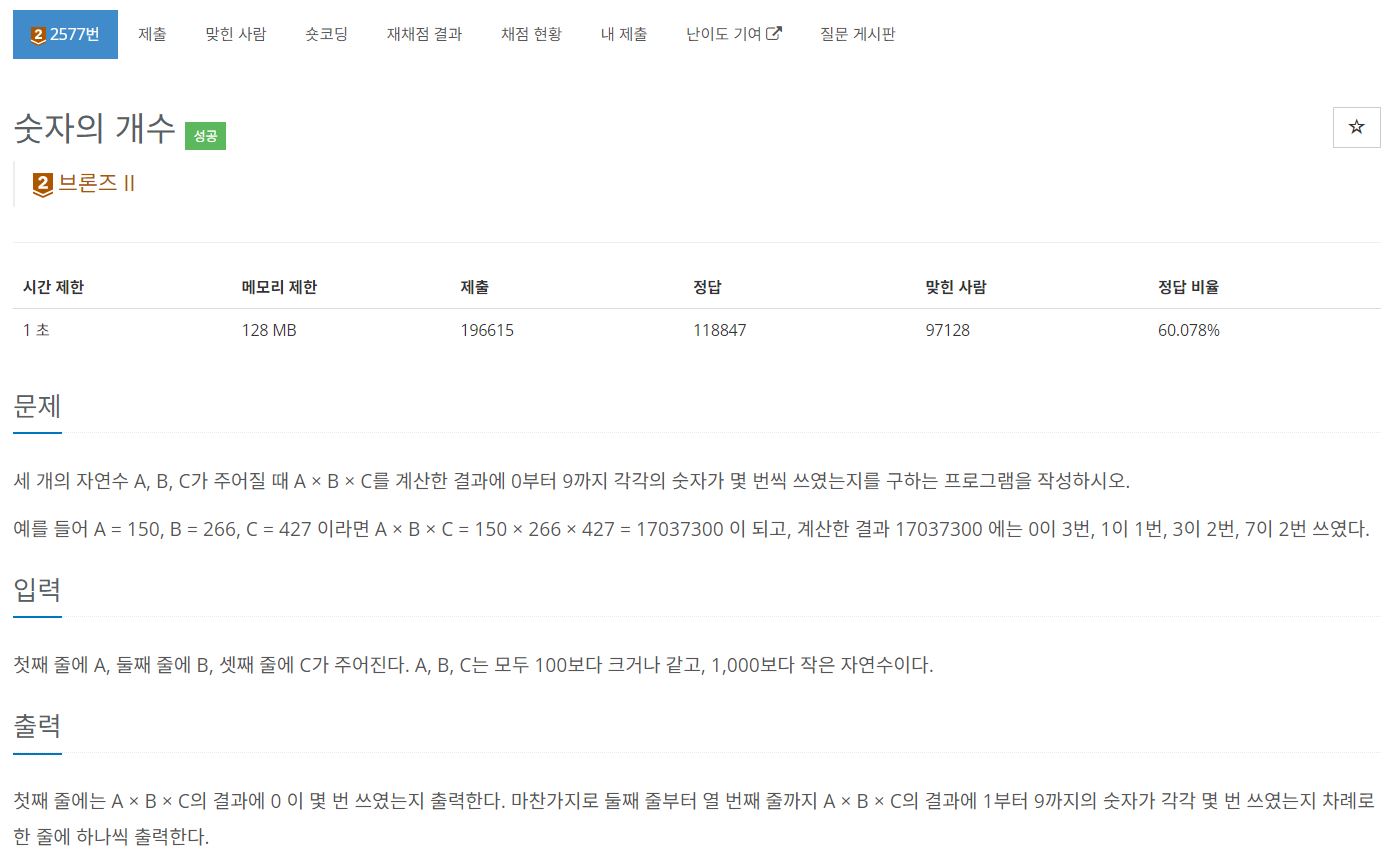 2 2577번 제출 맞힌 사람 숏코딩 재채점 결과 채점 현황 내 제출 난이도 기여 질문 게시판
숫자의 개수 성공
2 브론즈 II
시간 제한 메모리 제한 제출 정답 맞힌 사람 정답 비율
1 초 128 MB 196615 118847 97128 60.078%
문제
세 개의 자연수 A, B, C가 주어질 때 A × B × C를 계산한 결과에 0부터 9까지 각각의 숫자가 몇 번씩 쓰였는지를 구하는 프로그램을 작성하시오.
예를 들어 A = 150, B = 266, C = 427 이라면 A × B × C = 150 × 266 × 427 = 17037300 이 되고, 계산한 결과 17037300 에는 0이 3번, 1이 1번, 3이 2번, 7이 2번 쓰였다.
입력
첫째 줄에 A, 둘째 줄에 B, 셋째 줄에 C가 주어진다. A, B, C는 모두 100보다 크거나 같고, 1,000보다 작은 자연수이다.
출력
첫째 줄에는 A × B × C의 결과에 0 이 몇 번 쓰였는지 출력한다. 마찬가지로 둘째 줄부터 열 번째 줄까지 A × B × C의 결과에 1부터 9까지의 숫자가 각각 몇 번 쓰였는지 차례로
한 줄에 하나씩 출력한다.